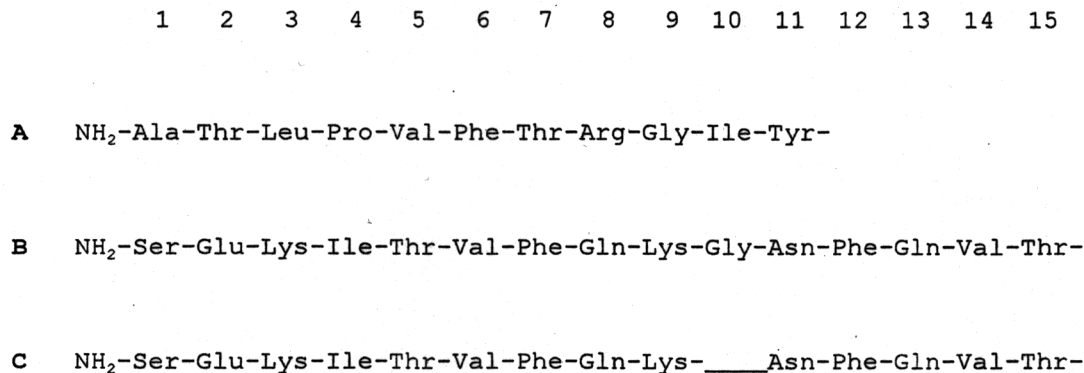 1 2 3 4 5 6 7 8 9 10 11 12 13 14 15
A NH₂-Ala-Thr-Leu-Pro-Val-Phe-Thr-Arg-Gly-Ile-Tyr-
B NH₂-Ser-Glu-Lys-Ile-Thr-Val-Phe-Gln-Lys-Gly-Asn-Phe-Gln-Val-Thr-
C NH₂-Ser-Glu-Lys-Ile-Thr-Val-Phe-Gln-Lys-____Asn-Phe-Gln-Val-Thr-